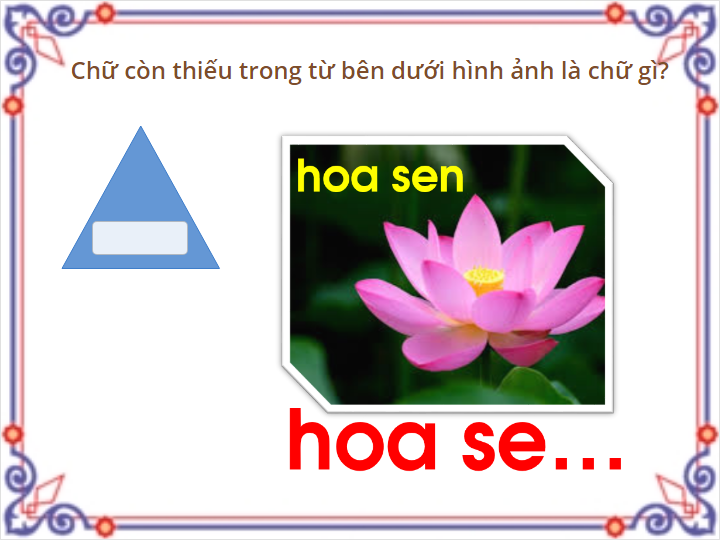 Chữ còn thiếu trong từ bên dưới hình ảnh là chữ gì?
hoa sen
hoa se...